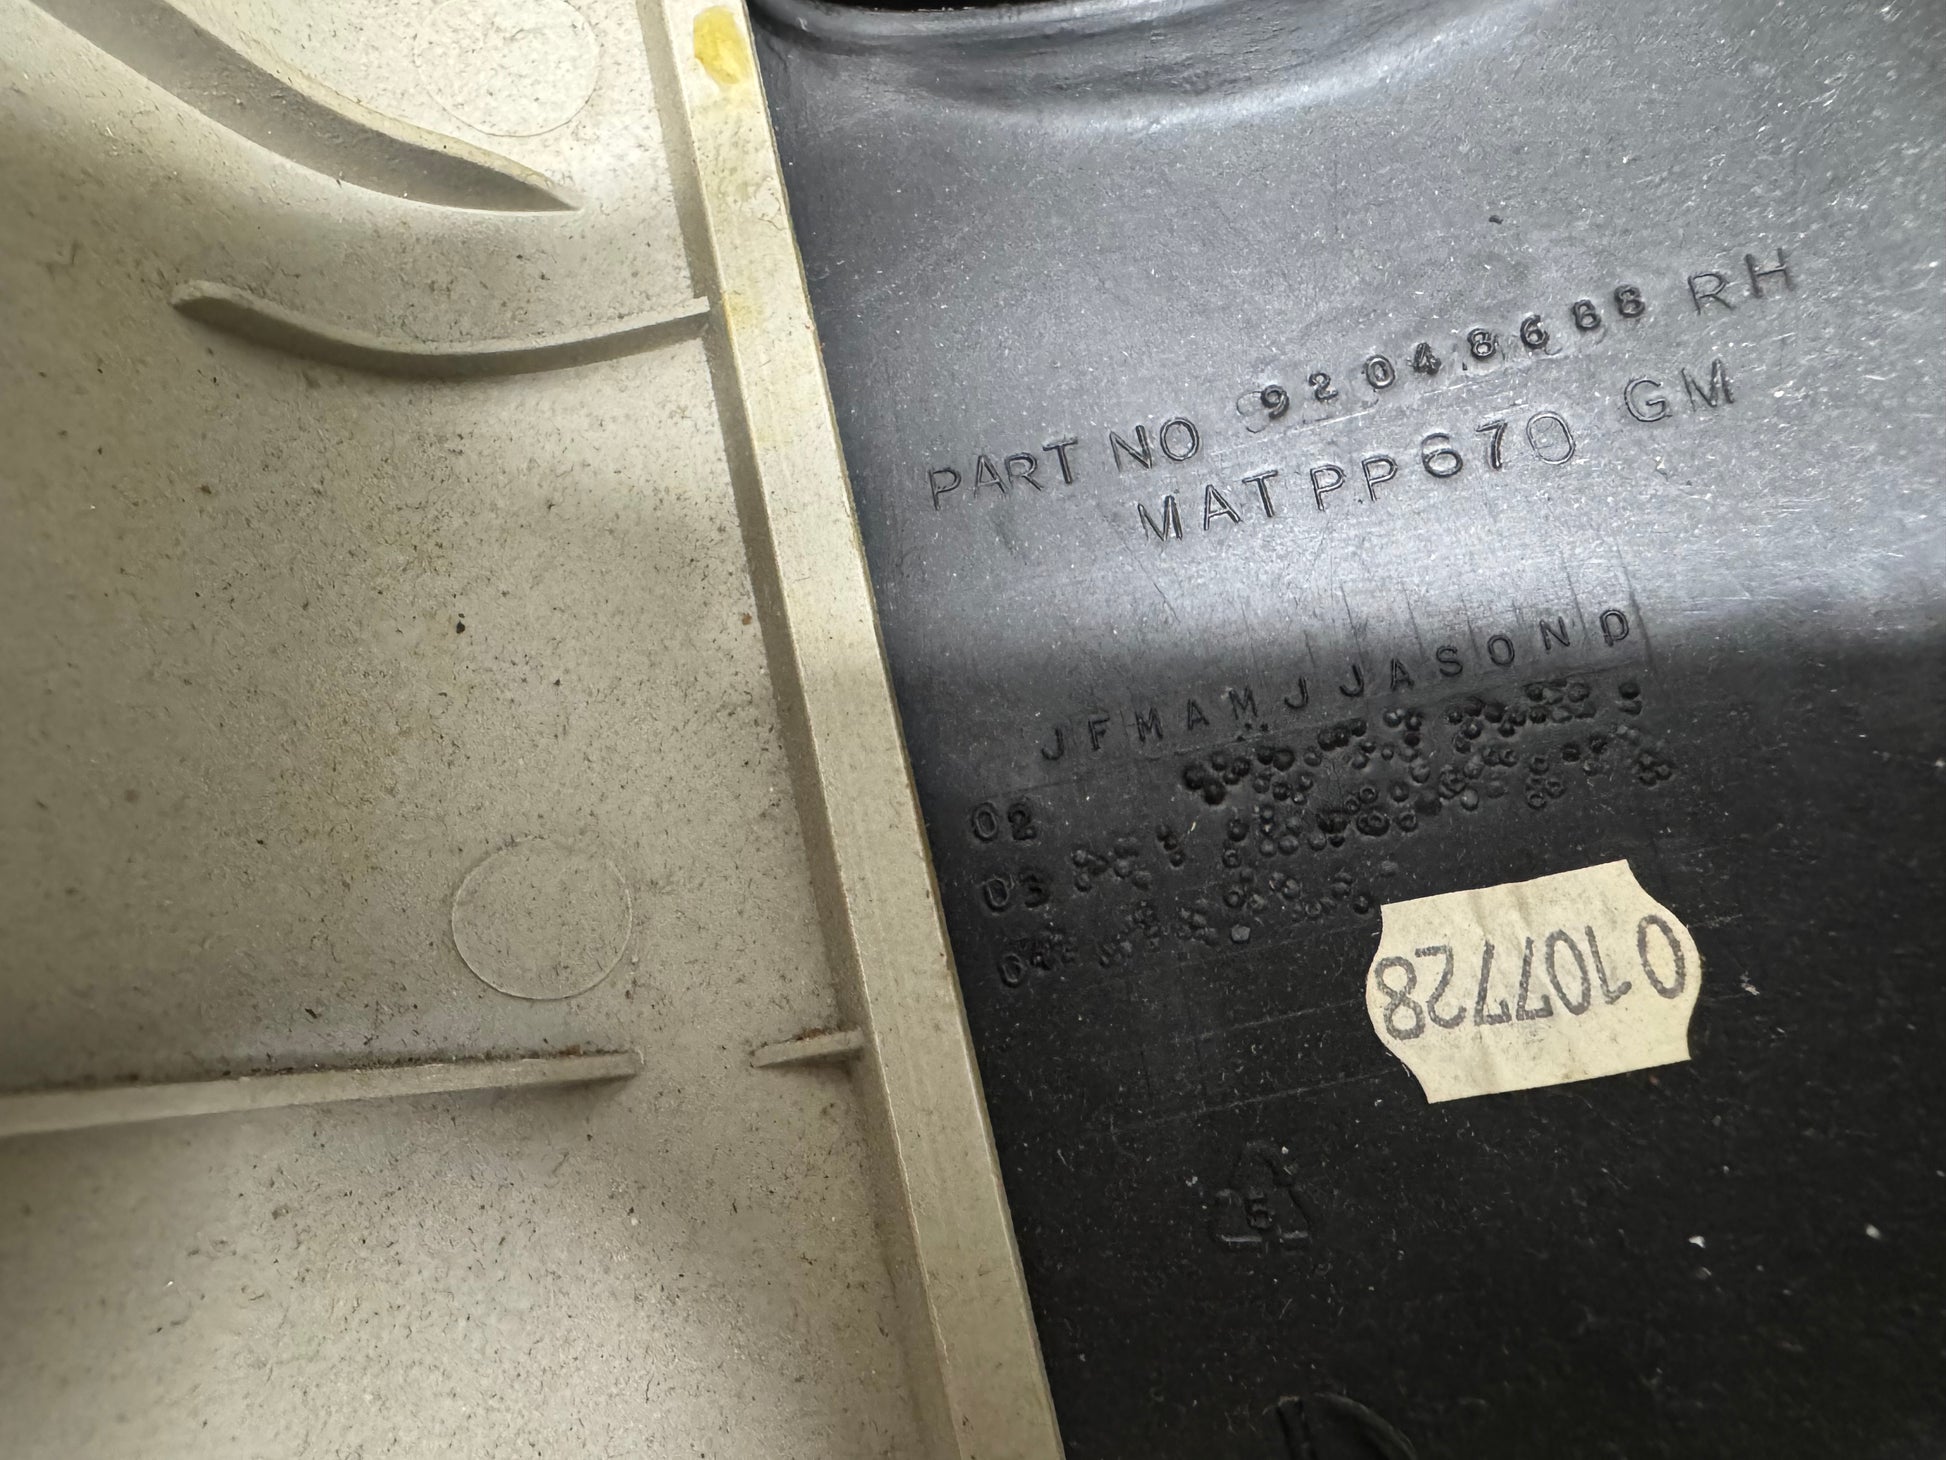 PART NO 92048688 RH
MAT PP670 GM
J F M A M J J A S O N D
02
03
04
0107728
5